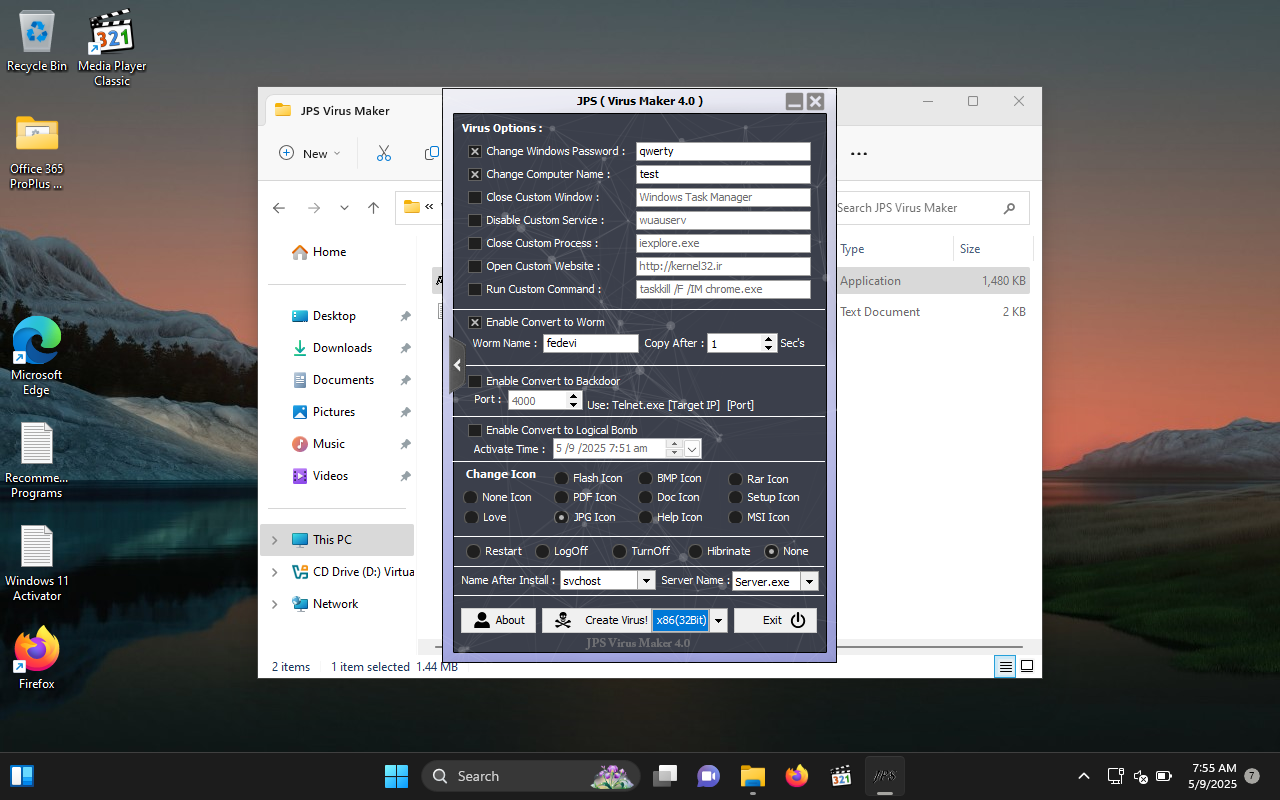 Recycle Bin
Media Player
Classic
Office 365
ProPlus ...
Microsoft
Edge
Recomme...
Programs
Windows 11
Activator
Firefox
JPS Virus Maker
New
...
«
Search JPS Virus Maker
Home
Desktop
Downloads
Documents
Pictures
Music
Videos
This PC
CD Drive (D:) Virtua
Network
Type
Size
Application
1,480 KB
Text Document
2 KB
2 items
1 item selected
1.44 MB
JPS ( Virus Maker 4.0 )
Virus Options :
Change Windows Password :
qwerty
Change Computer Name :
test
Close Custom Window :
Windows Task Manager
Disable Custom Service :
wuauserv
Close Custom Process :
iexplore.exe
Open Custom Website :
http://kernel32.ir
Run Custom Command :
taskkill /F /IM chrome.exe
Enable Convert to Worm
Worm Name :
fedevi
Copy After :
1
Sec's
Enable Convert to Backdoor
Port :
4000
Use: Telnet.exe [Target IP] [Port]
Enable Convert to Logical Bomb
Activate Time :
5 /9 /2025 7:51 am
Change Icon
Flash Icon
BMP Icon
Rar Icon
None Icon
PDF Icon
Doc Icon
Setup Icon
Love
JPG Icon
Help Icon
MSI Icon
Restart
LogOff
TurnOff
Hibrinate
None
Name After Install :
svchost
Server Name :
Server.exe
About
Create Virus!
x86(32Bit)
Exit
JPS Virus Maker 4.0
Search
321
321
JPS
7:55 AM
5/9/2025
7